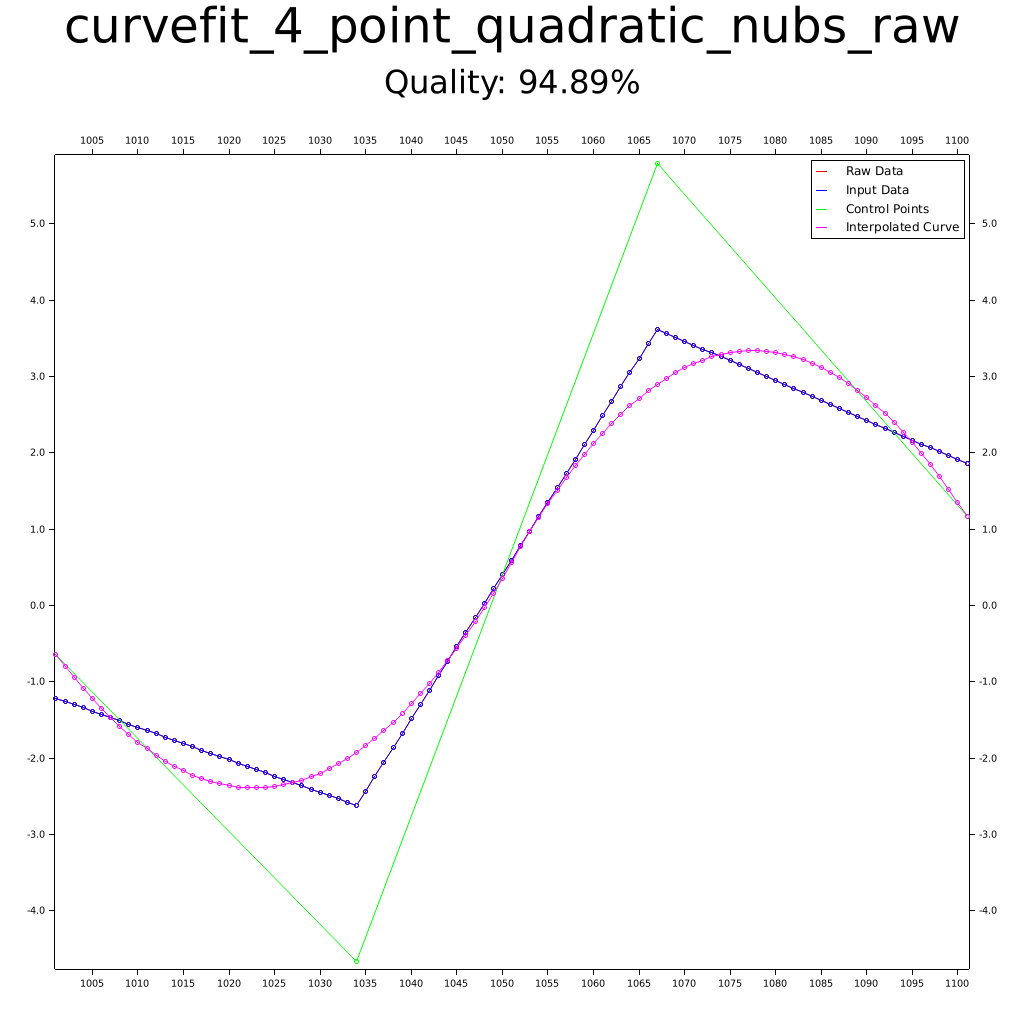 curvefit_4_point_quadratic_nubs_raw
Quality: 94.89%
1005 1010 1015 1020 1025 1030 1035 1040 1045 1050 1055 1060 1065 1070 1075 1080 1085 1090 1095 1100
Raw Data
Input Data
Control Points
Interpolated Curve
5.0 5.0
4.0 4.0
3.0 3.0
2.0 2.0
1.0 1.0
0.0 0.0
-1.0 -1.0
-2.0 -2.0
-3.0 -3.0
-4.0 -4.0
1005 1010 1015 1020 1025 1030 1035 1040 1045 1050 1055 1060 1065 1070 1075 1080 1085 1090 1095 1100